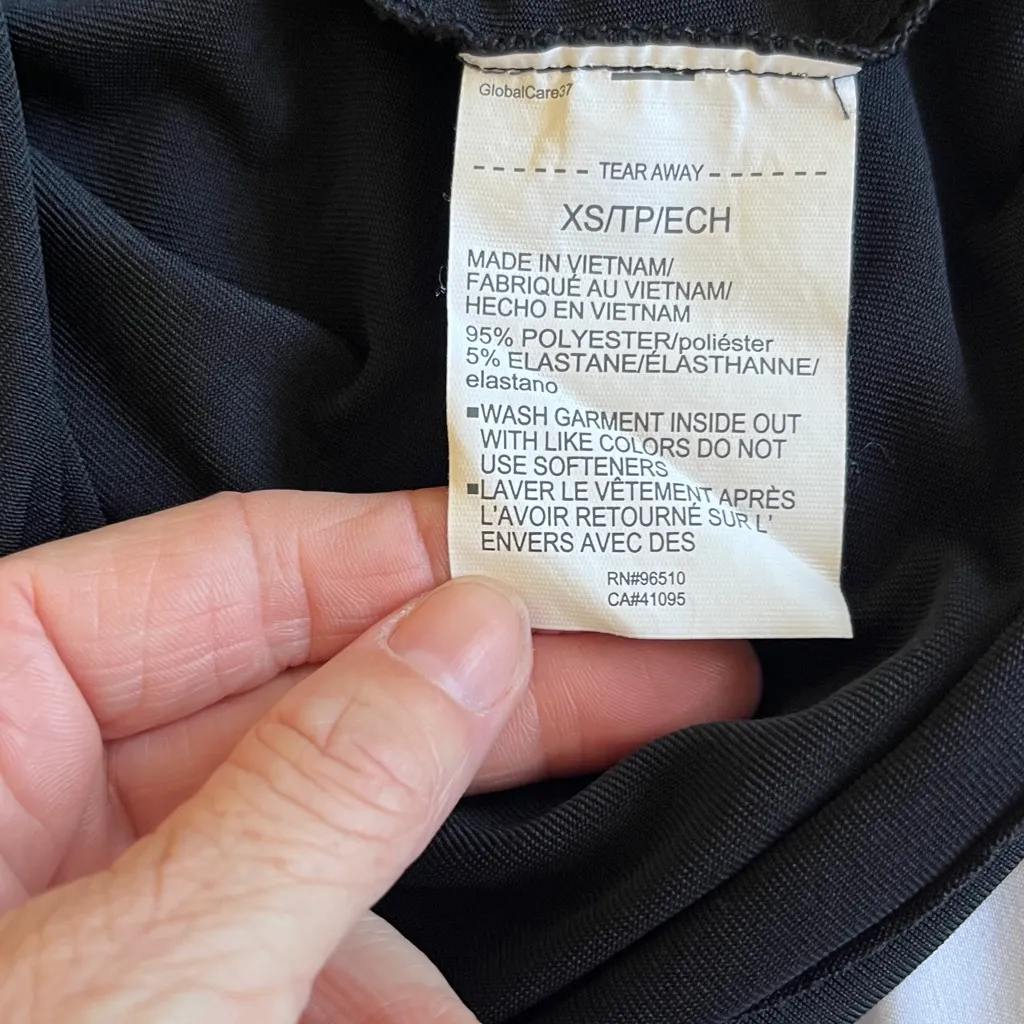 GlobalCare37
TEAR AWAY
XS/TP/ECH
MADE IN VIETNAM/
FABRIQUÉ AU VIETNAM/
HECHO EN VIETNAM
95% POLYESTER/poliéster
5% ELASTANE/ÉLASTHANNE/
elastano
▪WASH GARMENT INSIDE OUT
WITH LIKE COLORS DO NOT
USE SOFTENERS
▪LAVER LE VÊTEMENT APRÈS
L'AVOIR RETOURNÉ SUR L'
ENVERS AVEC DES
RN#96510
CA#41095